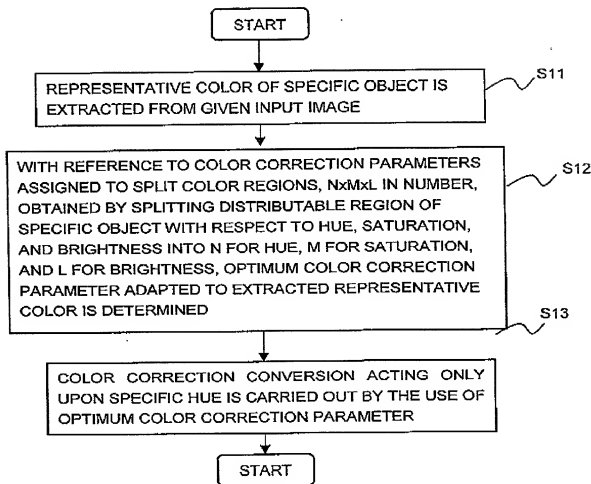 START
REPRESENTATIVE COLOR OF SPECIFIC OBJECT IS
EXTRACTED FROM GIVEN INPUT IMAGE
S11
WITH REFERENCE TO COLOR CORRECTION PARAMETERS
ASSIGNED TO SPLIT COLOR REGIONS, NxMxL IN NUMBER,
OBTAINED BY SPLITTING DISTRIBUTABLE REGION OF
SPECIFIC OBJECT WITH RESPECT TO HUE, SATURATION,
AND BRIGHTNESS INTO N FOR HUE, M FOR SATURATION,
AND L FOR BRIGHTNESS, OPTIMUM COLOR CORRECTION
PARAMETER ADAPTED TO EXTRACTED REPRESENTATIVE
COLOR IS DETERMINED
S12
S13
COLOR CORRECTION CONVERSION ACTING ONLY
UPON SPECIFIC HUE IS CARRIED OUT BY THE USE OF
OPTIMUM COLOR CORRECTION PARAMETER
START